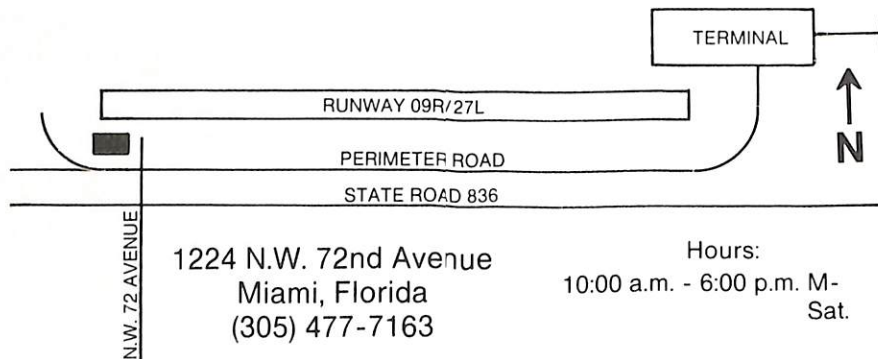 TERMINAL
RUNWAY 09R/27L
N
PERIMETER ROAD
STATE ROAD 836
N.W. 72 AVENUE
1224 N.W. 72nd Avenue
Miami, Florida
(305) 477-7163
Hours:
10:00 a.m. - 6:00 p.m. M-
Sat.